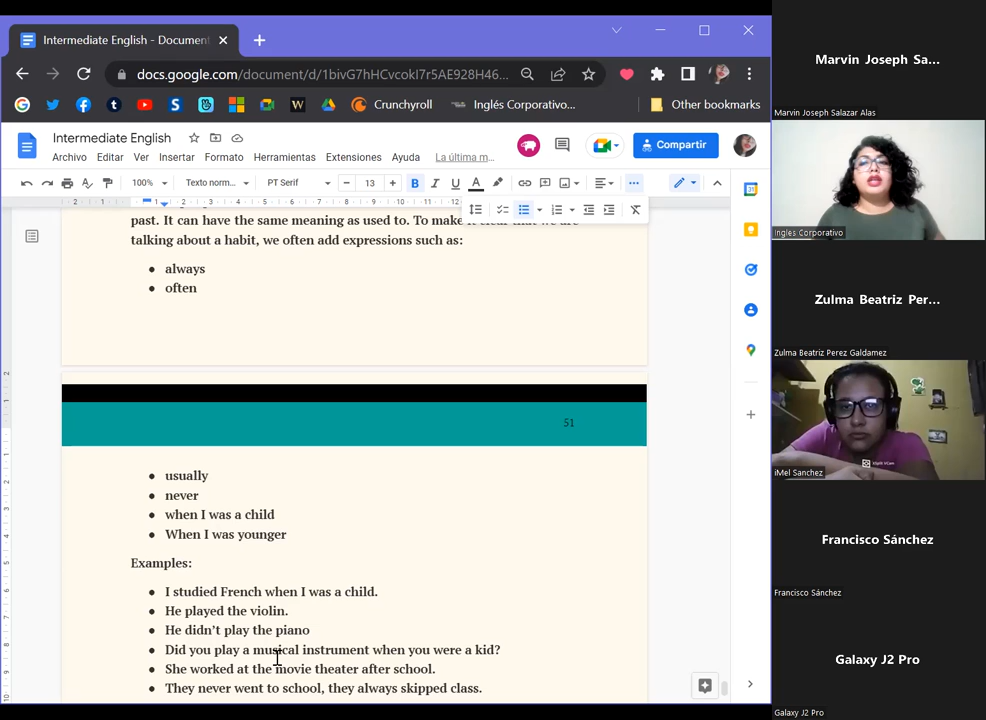 Intermediate English - Document
docs.google.com/document/d/1bivG7hHCvcokI7r5AE928H46...
Crunchyroll
Inglés Corporativo...
Other bookmarks
Intermediate English
Archivo Editar Ver Insertar Formato Herramientas Extensiones Ayuda La última m...
Compartir
100% Texto norm... PT Serif 13
past. It can have the same meaning as used to. To make it clear that we are
talking about a habit, we often add expressions such as:
• always
• often
51
• usually
• never
• when I was a child
• When I was younger
Examples:
• I studied French when I was a child.
• He played the violin.
• He didn’t play the piano
• Did you play a musical instrument when you were a kid?
• She worked at the movie theater after school.
• They never went to school, they always skipped class.
Marvin Joseph Sa...
Marvin Joseph Salazar Alas
Ingles Corporativo
Zulma Beatriz Per...
Zulma Beatriz Perez Galdamez
iMel Sanchez
Francisco Sánchez
Francisco Sánchez
Galaxy J2 Pro
Galaxy J2 Pro